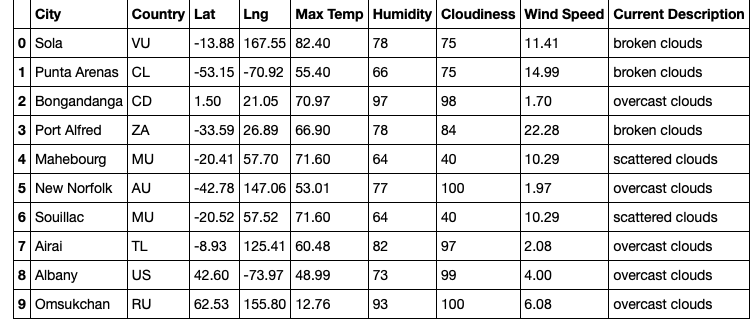 City Country Lat Lng Max Temp Humidity Cloudiness Wind Speed Current Description
0 Sola VU -13.88 167.55 82.40 78 75 11.41 broken clouds
1 Punta Arenas CL -53.15 -70.92 55.40 66 75 14.99 broken clouds
2 Bongandanga CD 1.50 21.05 70.97 97 98 1.70 overcast clouds
3 Port Alfred ZA -33.59 26.89 66.90 78 84 22.28 broken clouds
4 Mahebourg MU -20.41 57.70 71.60 64 40 10.29 scattered clouds
5 New Norfolk AU -42.78 147.06 53.01 77 100 1.97 overcast clouds
6 Souillac MU -20.52 57.52 71.60 64 40 10.29 scattered clouds
7 Airai TL -8.93 125.41 60.48 82 97 2.08 overcast clouds
8 Albany US 42.60 -73.97 48.99 73 99 4.00 overcast clouds
9 Omsukchan RU 62.53 155.80 12.76 93 100 6.08 overcast clouds